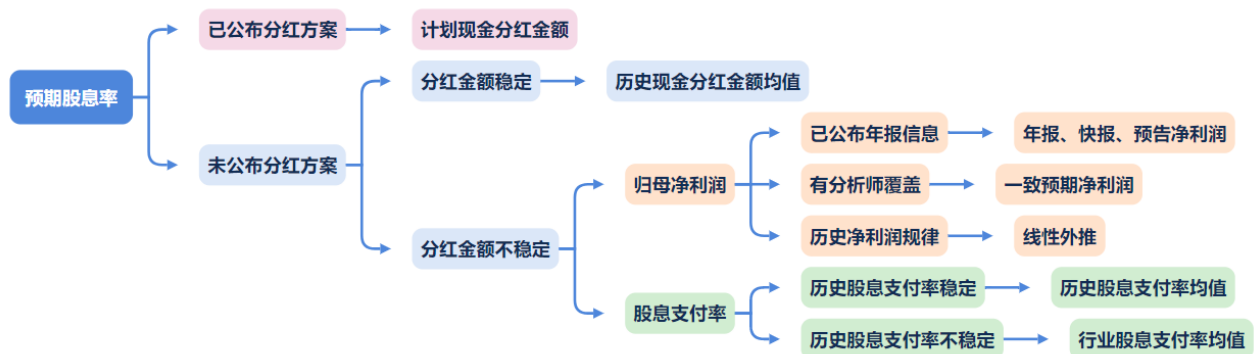 已公布分红方案
计划现金分红金额
预期股息率
分红金额稳定
历史现金分红金额均值
未公布分红方案
已公布年报信息
年报、快报、预告净利润
归母净利润
有分析师覆盖
一致预期净利润
历史净利润规律
线性外推
分红金额不稳定
历史股息支付率稳定
历史股息支付率均值
股息支付率
历史股息支付率不稳定
行业股息支付率均值